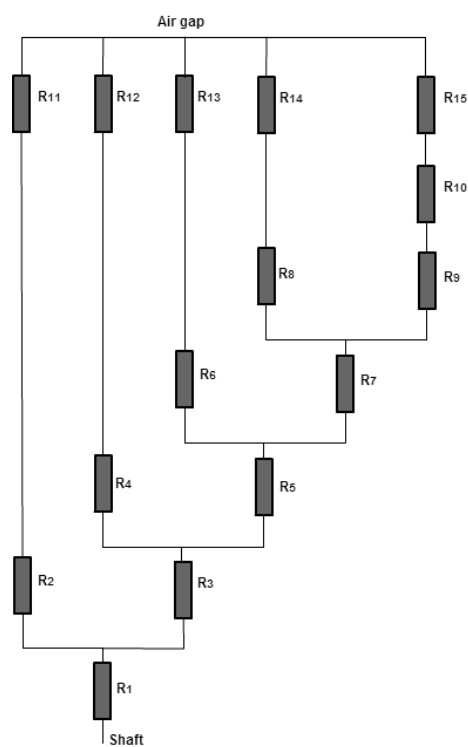 Air gap
R11 R12 R13 R14 R15
R10
R8 R9
R6 R7
R4 R5
R2 R3
R1
Shaft